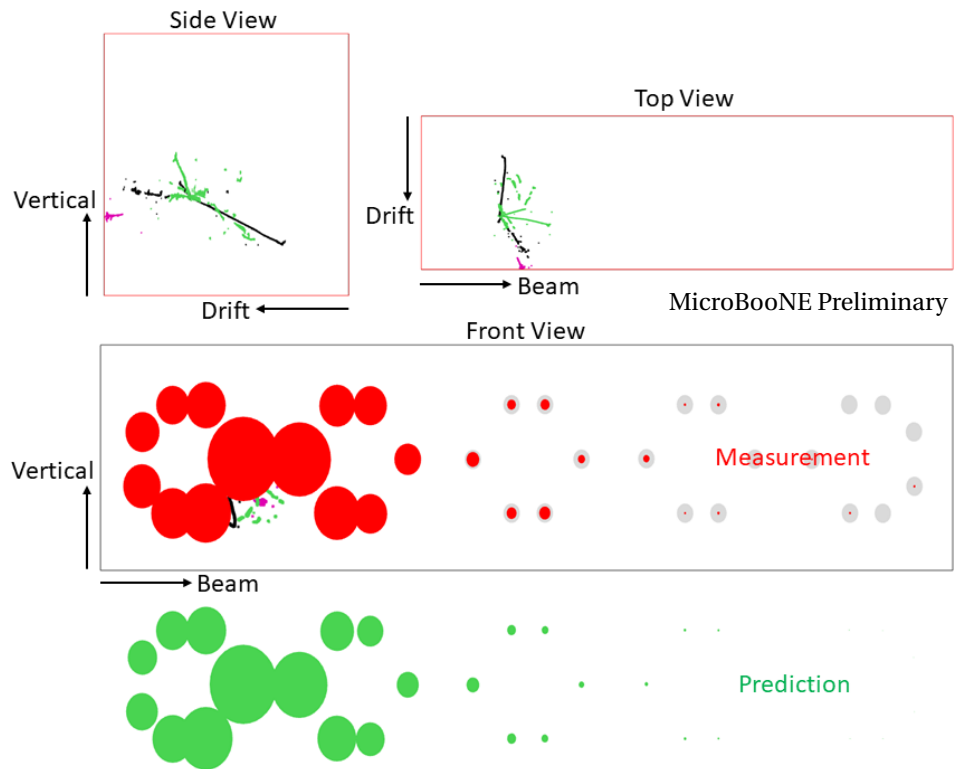 Side View
Top View
Vertical
Drift
Drift
Beam
MicroBooNE Preliminary
Front View
Measurement
Vertical
Beam
Prediction